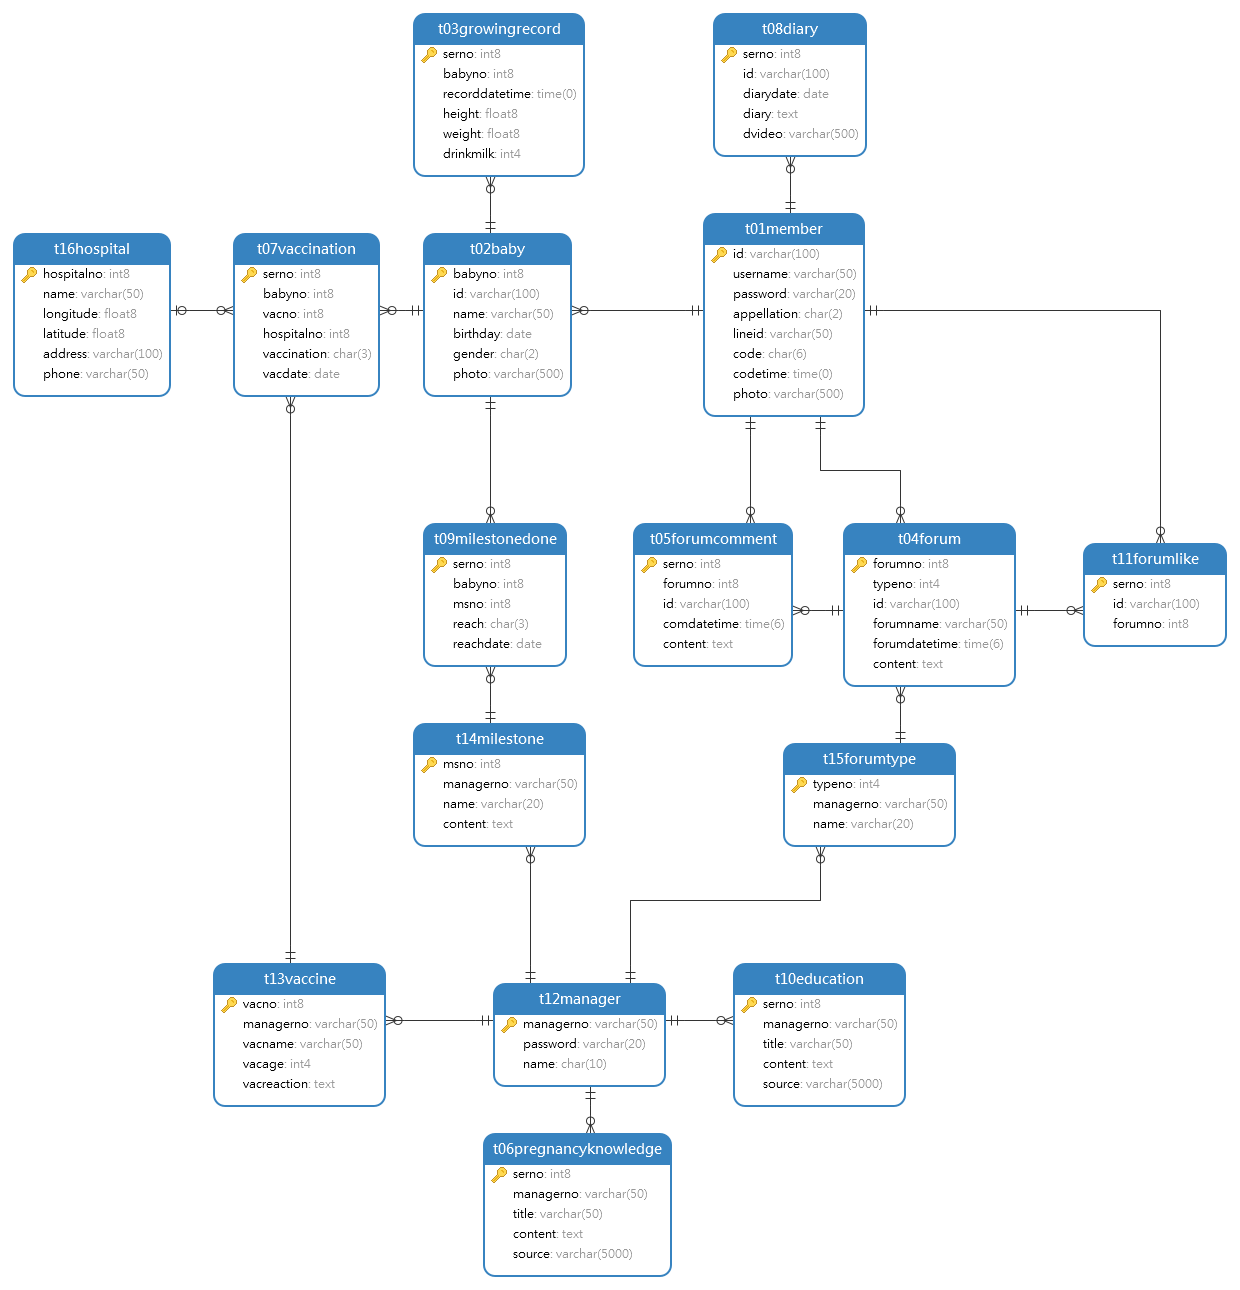 t03growingrecord
serno: int8
babyno: int8
recorddatetime: time(0)
height: float8
weight: float8
drinkmilk: int4
t08diary
serno: int8
id: varchar(100)
diarydate: date
diary: text
dvideo: varchar(500)
t16hospital
hospitalno: int8
name: varchar(50)
longitude: float8
latitude: float8
address: varchar(100)
phone: varchar(50)
t07vaccination
serno: int8
babyno: int8
vacno: int8
hospitalno: int8
vaccination: char(3)
vacdate: date
t02baby
babyno: int8
id: varchar(100)
name: varchar(50)
birthday: date
gender: char(2)
photo: varchar(500)
t01member
id: varchar(100)
username: varchar(50)
password: varchar(20)
appellation: char(2)
lineid: varchar(50)
code: char(6)
codetime: time(0)
photo: varchar(500)
t09milestonedone
serno: int8
babyno: int8
msno: int8
reach: char(3)
reachdate: date
t05forumcomment
serno: int8
forumno: int8
id: varchar(100)
comdatetime: time(6)
content: text
t04forum
forumno: int8
typeno: int4
id: varchar(100)
forumname: varchar(50)
forumdatetime: time(6)
content: text
t11forumlike
serno: int8
id: varchar(100)
forumno: int8
t14milestone
msno: int8
managerno: varchar(50)
name: varchar(20)
content: text
t15forumtype
typeno: int4
managerno: varchar(50)
name: varchar(20)
t13vaccine
vacno: int8
managerno: varchar(50)
vacname: varchar(50)
vacage: int4
vacreaction: text
t12manager
managerno: varchar(50)
password: varchar(20)
name: char(10)
t10education
serno: int8
managerno: varchar(50)
title: varchar(50)
content: text
source: varchar(5000)
t06pregnancyknowledge
serno: int8
managerno: varchar(50)
title: varchar(50)
content: text
source: varchar(5000)